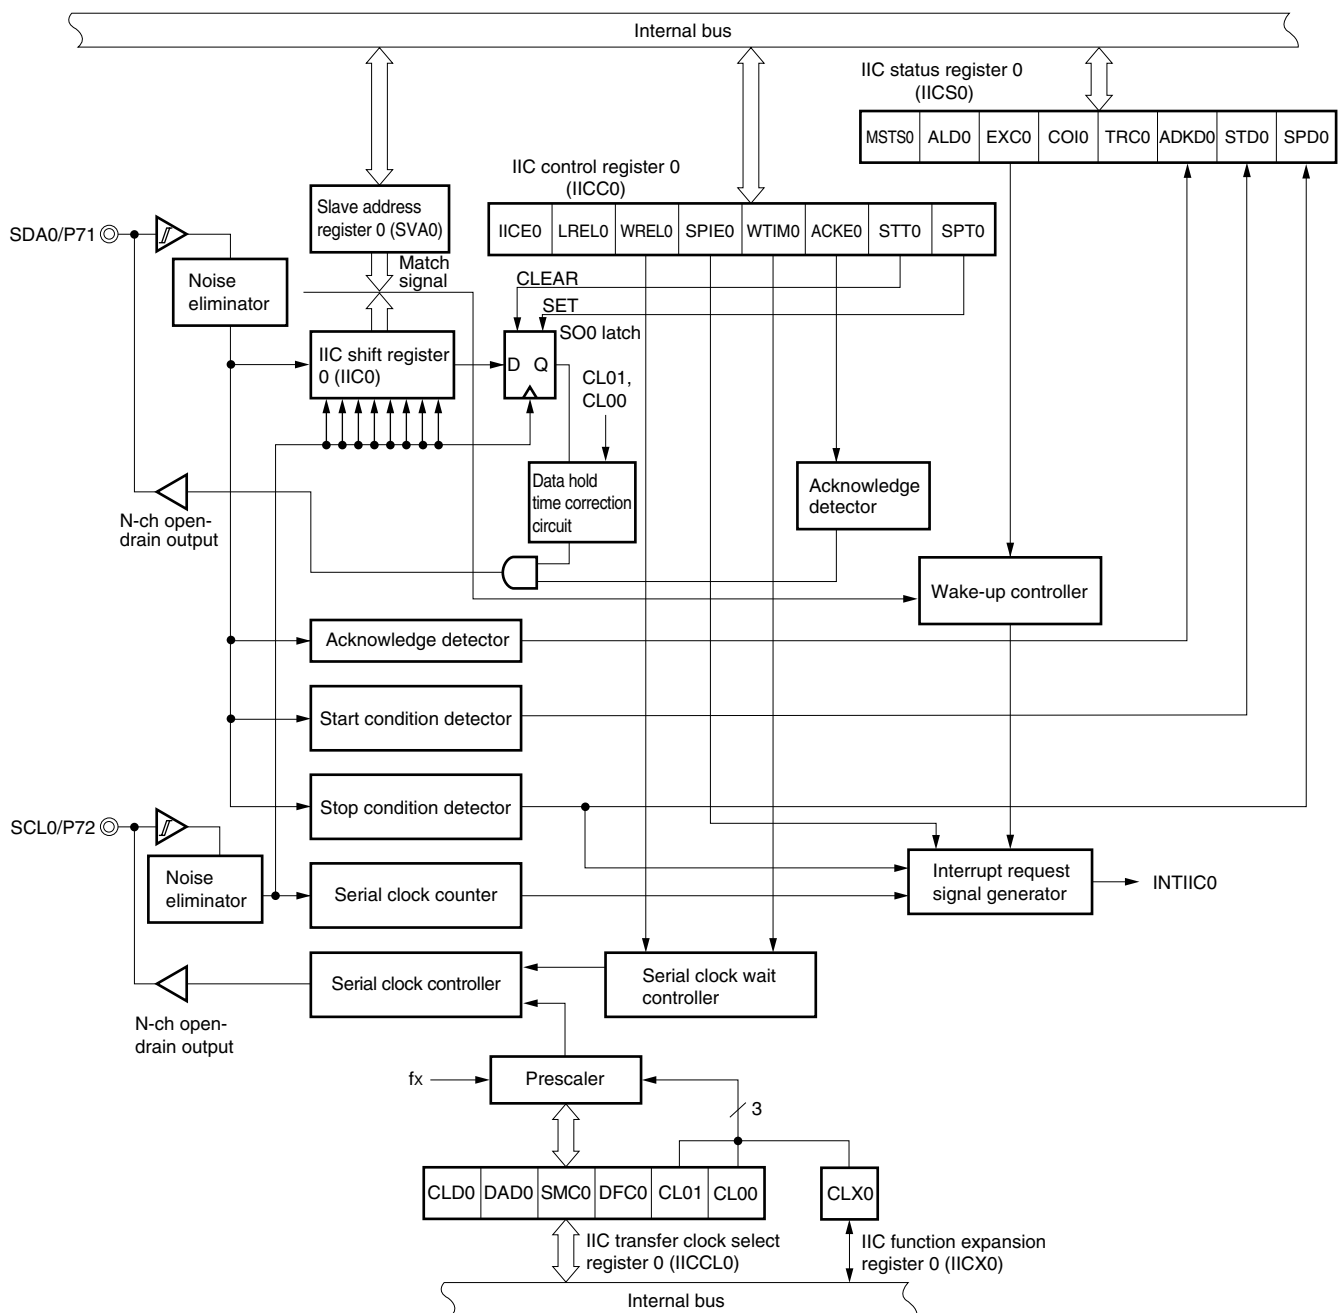 Internal bus
IIC status register 0
(IICS0)
MSTS0 ALD0 EXC0 COI0 TRC0 ADKD0 STD0 SPD0
IIC control register 0
(IICC0)
IICE0 LREL0 WREL0 SPIE0 WTIM0 ACKE0 STT0 SPT0
Slave address
register 0 (SVA0)
SDA0/P71
Noise
eliminator
Match
signal
CLEAR
SET
SO0 latch
IIC shift register
0 (IIC0)
D Q
CL01,
CL00
Data hold
time correction
circuit
Acknowledge
detector
N-ch open-
drain output
Wake-up controller
Acknowledge detector
Start condition detector
Stop condition detector
SCL0/P72
Noise
eliminator
Serial clock counter
Interrupt request
signal generator
INTIIC0
Serial clock controller
Serial clock wait
controller
N-ch open-
drain output
fx
Prescaler
3
CLD0 DAD0 SMC0 DFC0 CL01 CL00
CLX0
IIC transfer clock select
register 0 (IICCL0)
IIC function expansion
register 0 (IICX0)
Internal bus